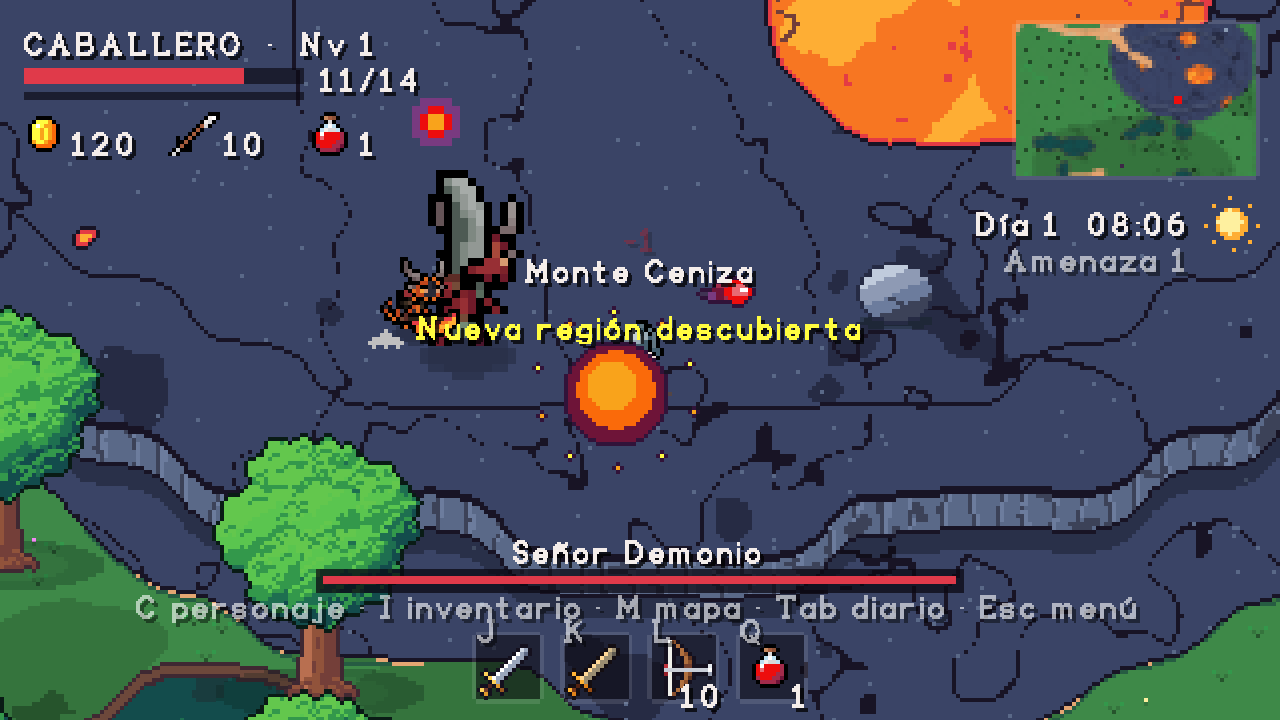 CABALLERO · Nv 1
11/14
120 10 1
Día 1 08:06
Amenaza 1
-1
Monte Ceniza
Nueva región descubierta
Señor Demonio
C personaje · I inventario · M mapa · Tab diario · Esc menú
J K L Q
10 1